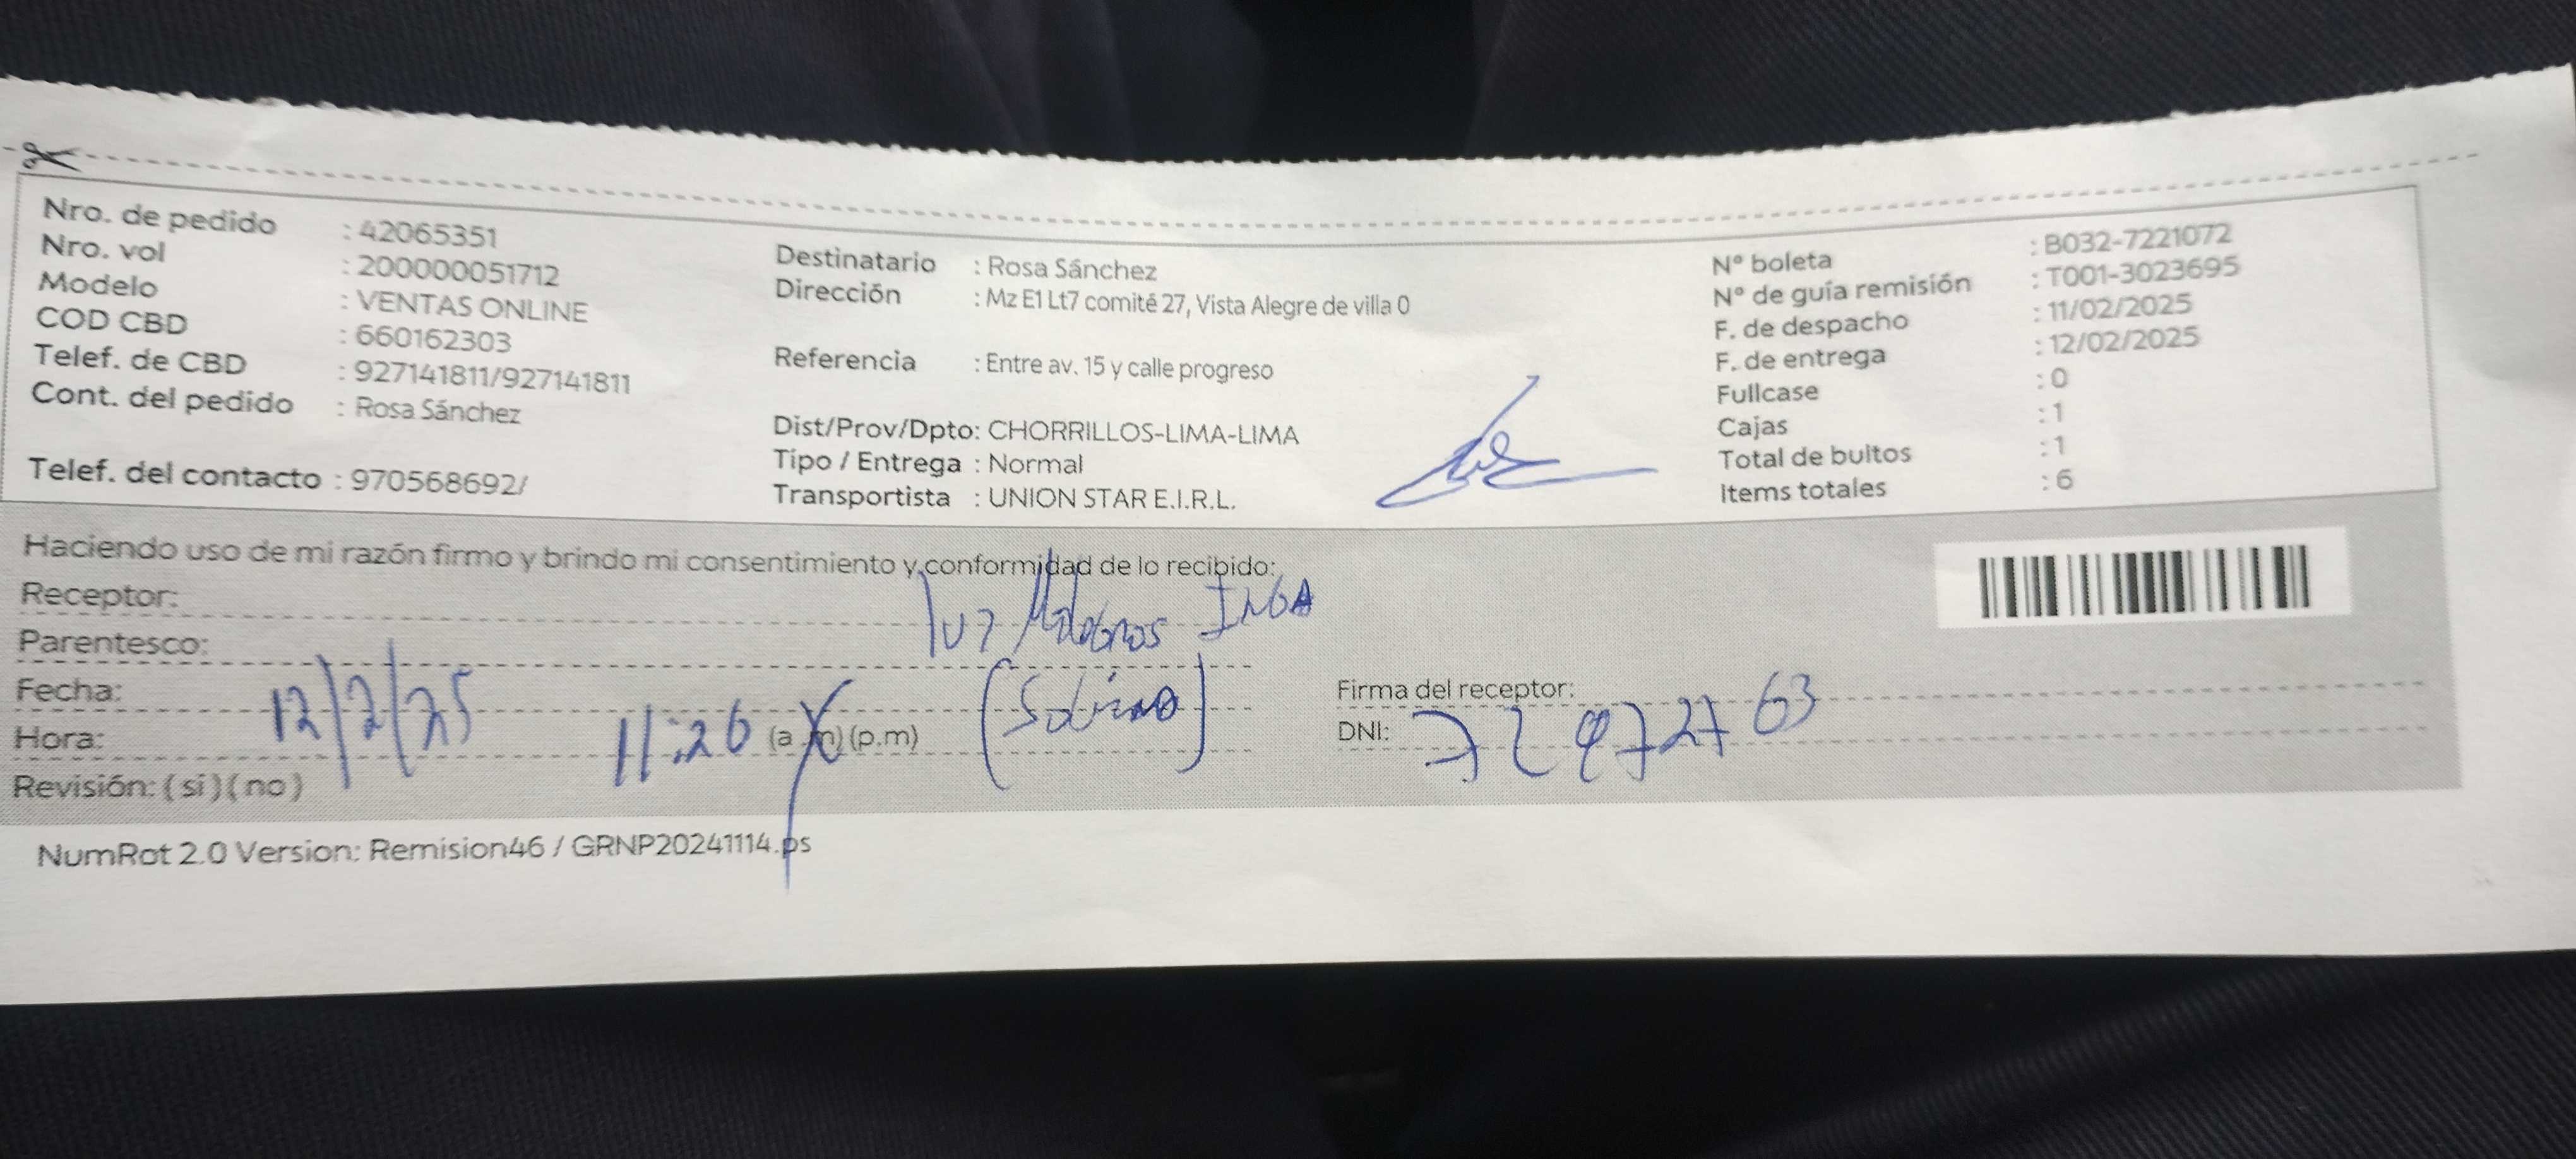 Nro. de pedido : 42065351
Nro. vol : 200000051712
Modelo : VENTAS ONLINE
COD CBD : 660162303
Telef. de CBD : 927141811/927141811
Cont. del pedido : Rosa Sánchez
Telef. del contacto : 970568692/
Destinatario : Rosa Sánchez
Dirección : Mz E1 Lt7 comité 27, Vista Alegre de villa 0
Referencia : Entre av. 15 y calle progreso
Dist/Prov/Dpto: CHORRILLOS-LIMA-LIMA
Tipo / Entrega : Normal
Transportista : UNION STAR E.I.R.L.
Nº boleta : B032-7221072
Nº de guía remisión : T001-3023695
F. de despacho : 11/02/2025
F. de entrega : 12/02/2025
Fullcase : 0
Cajas : 1
Total de bultos : 1
Items totales : 6
Haciendo uso de mi razón firmo y brindo mi consentimiento y conformidad de lo recibido:
Receptor: Luz Milagros INGA
Parentesco: (Sobrina)
Fecha: 12/2/25
Hora: 11:26 (a.m) (p.m)
Revisión: ( si ) ( no )
Firma del receptor:
DNI:
NumRot 2.0 Version: Remision46 / GRNP20241114.ps